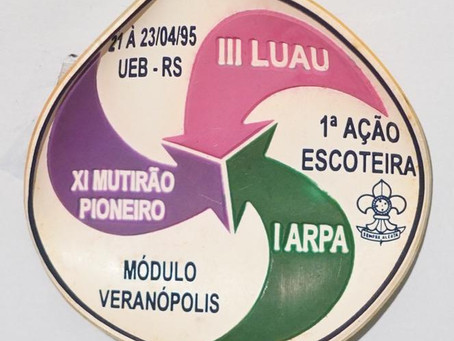 21 À 23/04/95
UEB - RS
III LUAU
1ª AÇÃO
ESCOTEIRA
XI MUTIRÃO
PIONEIRO
I ARPA
MÓDULO
VERANÓPOLIS